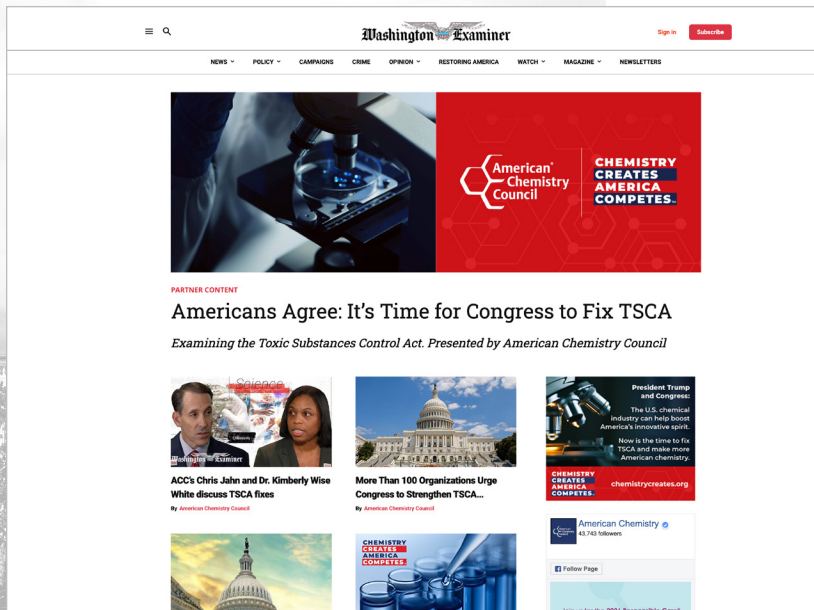 Washington Examiner
Sign in
Subscribe
NEWS
POLICY
CAMPAIGNS
CRIME
OPINION
RESTORING AMERICA
WATCH
MAGAZINE
NEWSLETTERS
American
Chemistry
Council
CHEMISTRY
CREATES
AMERICA
COMPETES.
PARTNER CONTENT
Americans Agree: It's Time for Congress to Fix TSCA
Examining the Toxic Substances Control Act. Presented by American Chemistry Council
Science
Washington Examiner
ACC's Chris Jahn and Dr. Kimberly Wise
White discuss TSCA fixes
By American Chemistry Council
More Than 100 Organizations Urge
Congress to Strengthen TSCA...
By American Chemistry Council
President Trump
and Congress:
The U.S. chemical
industry can help boost
America's innovative spirit.
Now is the time to fix
TSCA and make more
American chemistry.
CHEMISTRY
CREATES
AMERICA
COMPETES.
chemistrycreates.org
American Chemistry
43,743 followers
Follow Page
CHEMISTRY
CREATES
AMERICA
COMPETES.